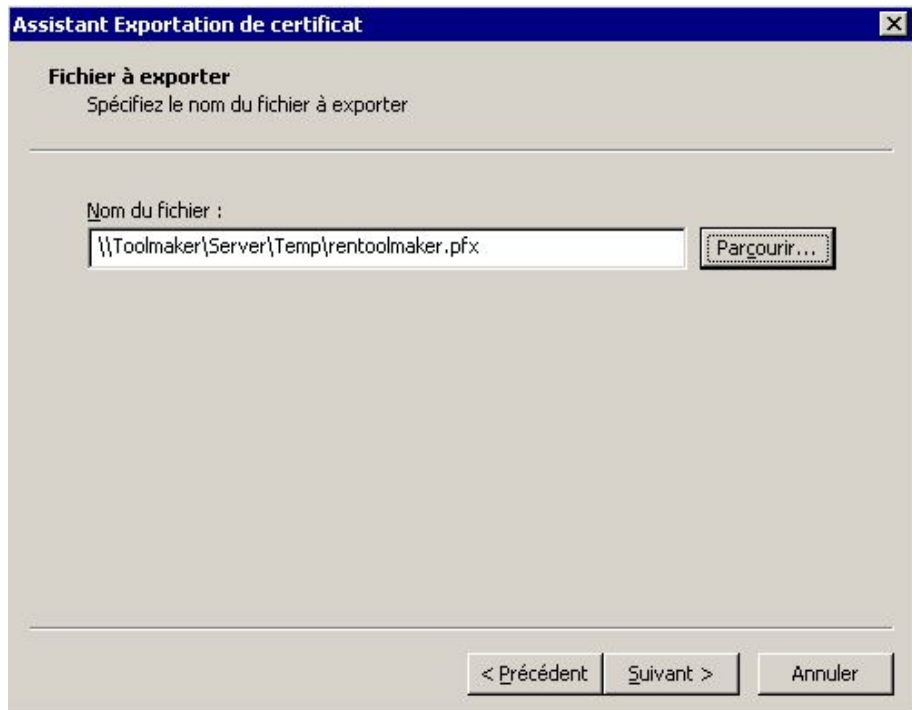 Assistant Exportation de certificat
Fichier à exporter
Spécifiez le nom du fichier à exporter
Nom du fichier :
\\Toolmaker\Server\Temp\rentoolmaker.pfx Parcourir...
< Précédent Suivant > Annuler